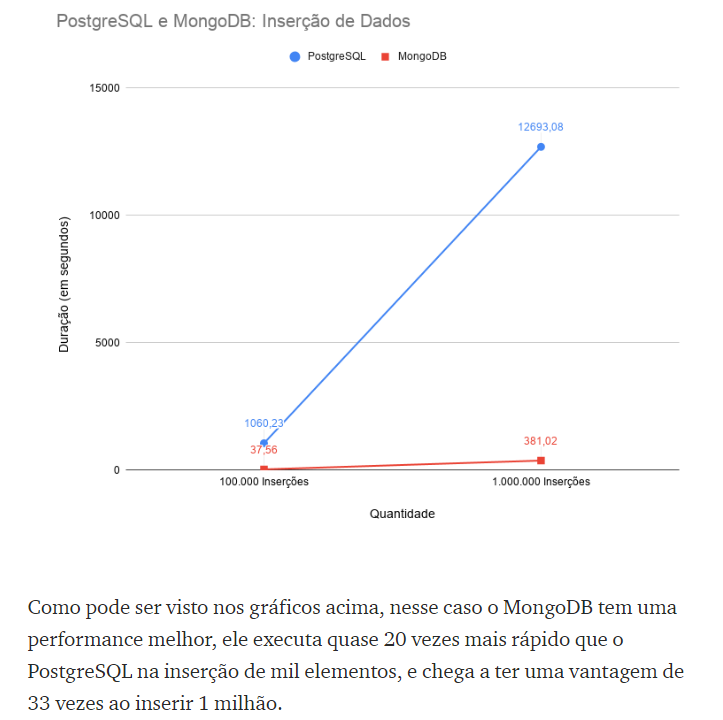 PostgreSQL e MongoDB: Inserção de Dados
PostgreSQL MongoDB
15000
12693,08
10000
Duração (em segundos)
5000
1060,23
37,56
381,02
0
100.000 Inserções 1.000.000 Inserções
Quantidade
Como pode ser visto nos gráficos acima, nesse caso o MongoDB tem uma
performance melhor, ele executa quase 20 vezes mais rápido que o
PostgreSQL na inserção de mil elementos, e chega a ter uma vantagem de
33 vezes ao inserir 1 milhão.